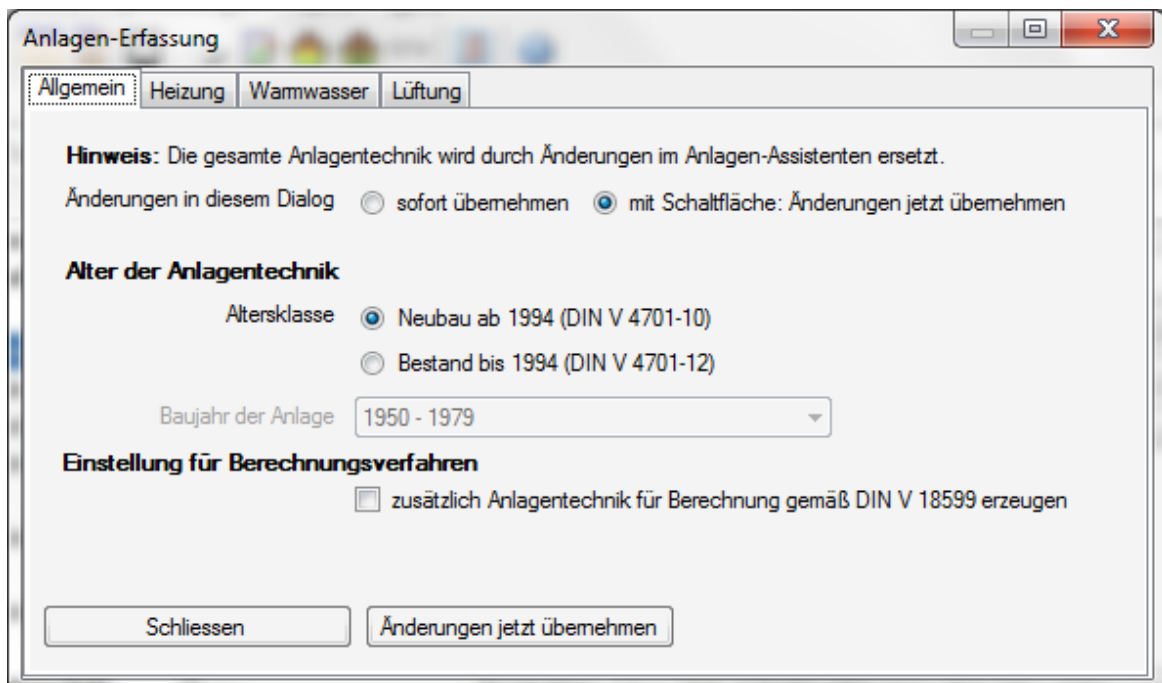 Anlagen-Erfassung
Allgemein Heizung Warmwasser Lüftung
Hinweis: Die gesamte Anlagentechnik wird durch Änderungen im Anlagen-Assistenten ersetzt.
Änderungen in diesem Dialog sofort übernehmen mit Schaltfläche: Änderungen jetzt übernehmen
Alter der Anlagentechnik
Altersklasse Neubau ab 1994 (DIN V 4701-10)
Bestand bis 1994 (DIN V 4701-12)
Baujahr der Anlage 1950 - 1979
Einstellung für Berechnungsverfahren
zusätzlich Anlagentechnik für Berechnung gemäß DIN V 18599 erzeugen
Schliessen Änderungen jetzt übernehmen